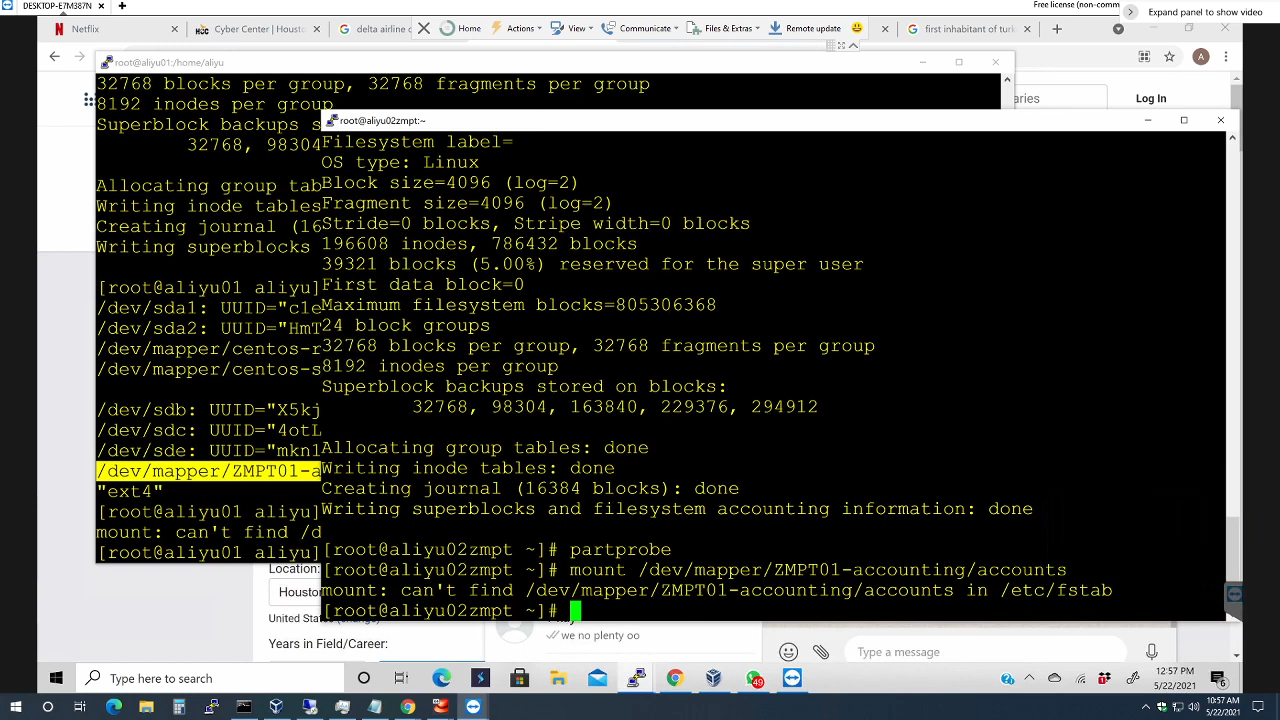 DESKTOP-E7M387N
Free license (non-comm
Expand panel to show video
Netflix
Cyber Center | Houst
delta airline c
Home
Actions
View
Communicate
Files & Extras
Remote update
first inhabitant of turk
root@aliyu01:/home/aliyu
32768 blocks per group, 32768 fragments per group
8192 inodes per group
Superblock backups s
32768, 98304
Allocating group tab
Writing inode tables
Creating journal (16
Writing superblocks
[root@aliyu01 aliyu]
/dev/sda1: UUID="c1e
/dev/sda2: UUID="HmT
/dev/mapper/centos-r
/dev/mapper/centos-s
/dev/sdb: UUID="X5kj
/dev/sdc: UUID="4otL
/dev/sde: UUID="mkn1
/dev/mapper/ZMPT01-a
"ext4"
[root@aliyu01 aliyu]
mount: can't find /d
[root@aliyu01 aliyu]
aries
Log In
A
root@aliyu02zmpt:~
Filesystem label=
OS type: Linux
Block size=4096 (log=2)
Fragment size=4096 (log=2)
Stride=0 blocks, Stripe width=0 blocks
196608 inodes, 786432 blocks
39321 blocks (5.00%) reserved for the super user
First data block=0
Maximum filesystem blocks=805306368
24 block groups
32768 blocks per group, 32768 fragments per group
8192 inodes per group
Superblock backups stored on blocks:
32768, 98304, 163840, 229376, 294912
Allocating group tables: done
Writing inode tables: done
Creating journal (16384 blocks): done
Writing superblocks and filesystem accounting information: done
[root@aliyu02zmpt ~]# partprobe
[root@aliyu02zmpt ~]# mount /dev/mapper/ZMPT01-accounting/accounts
mount: can't find /dev/mapper/ZMPT01-accounting/accounts in /etc/fstab
[root@aliyu02zmpt ~]#
Location:
Houston
United States
Years in Field/Career:
we no plenty oo
Type a message
Type here to search
49
12:57 PM
5/22/2021
6
10:57 AM
5/22/2021